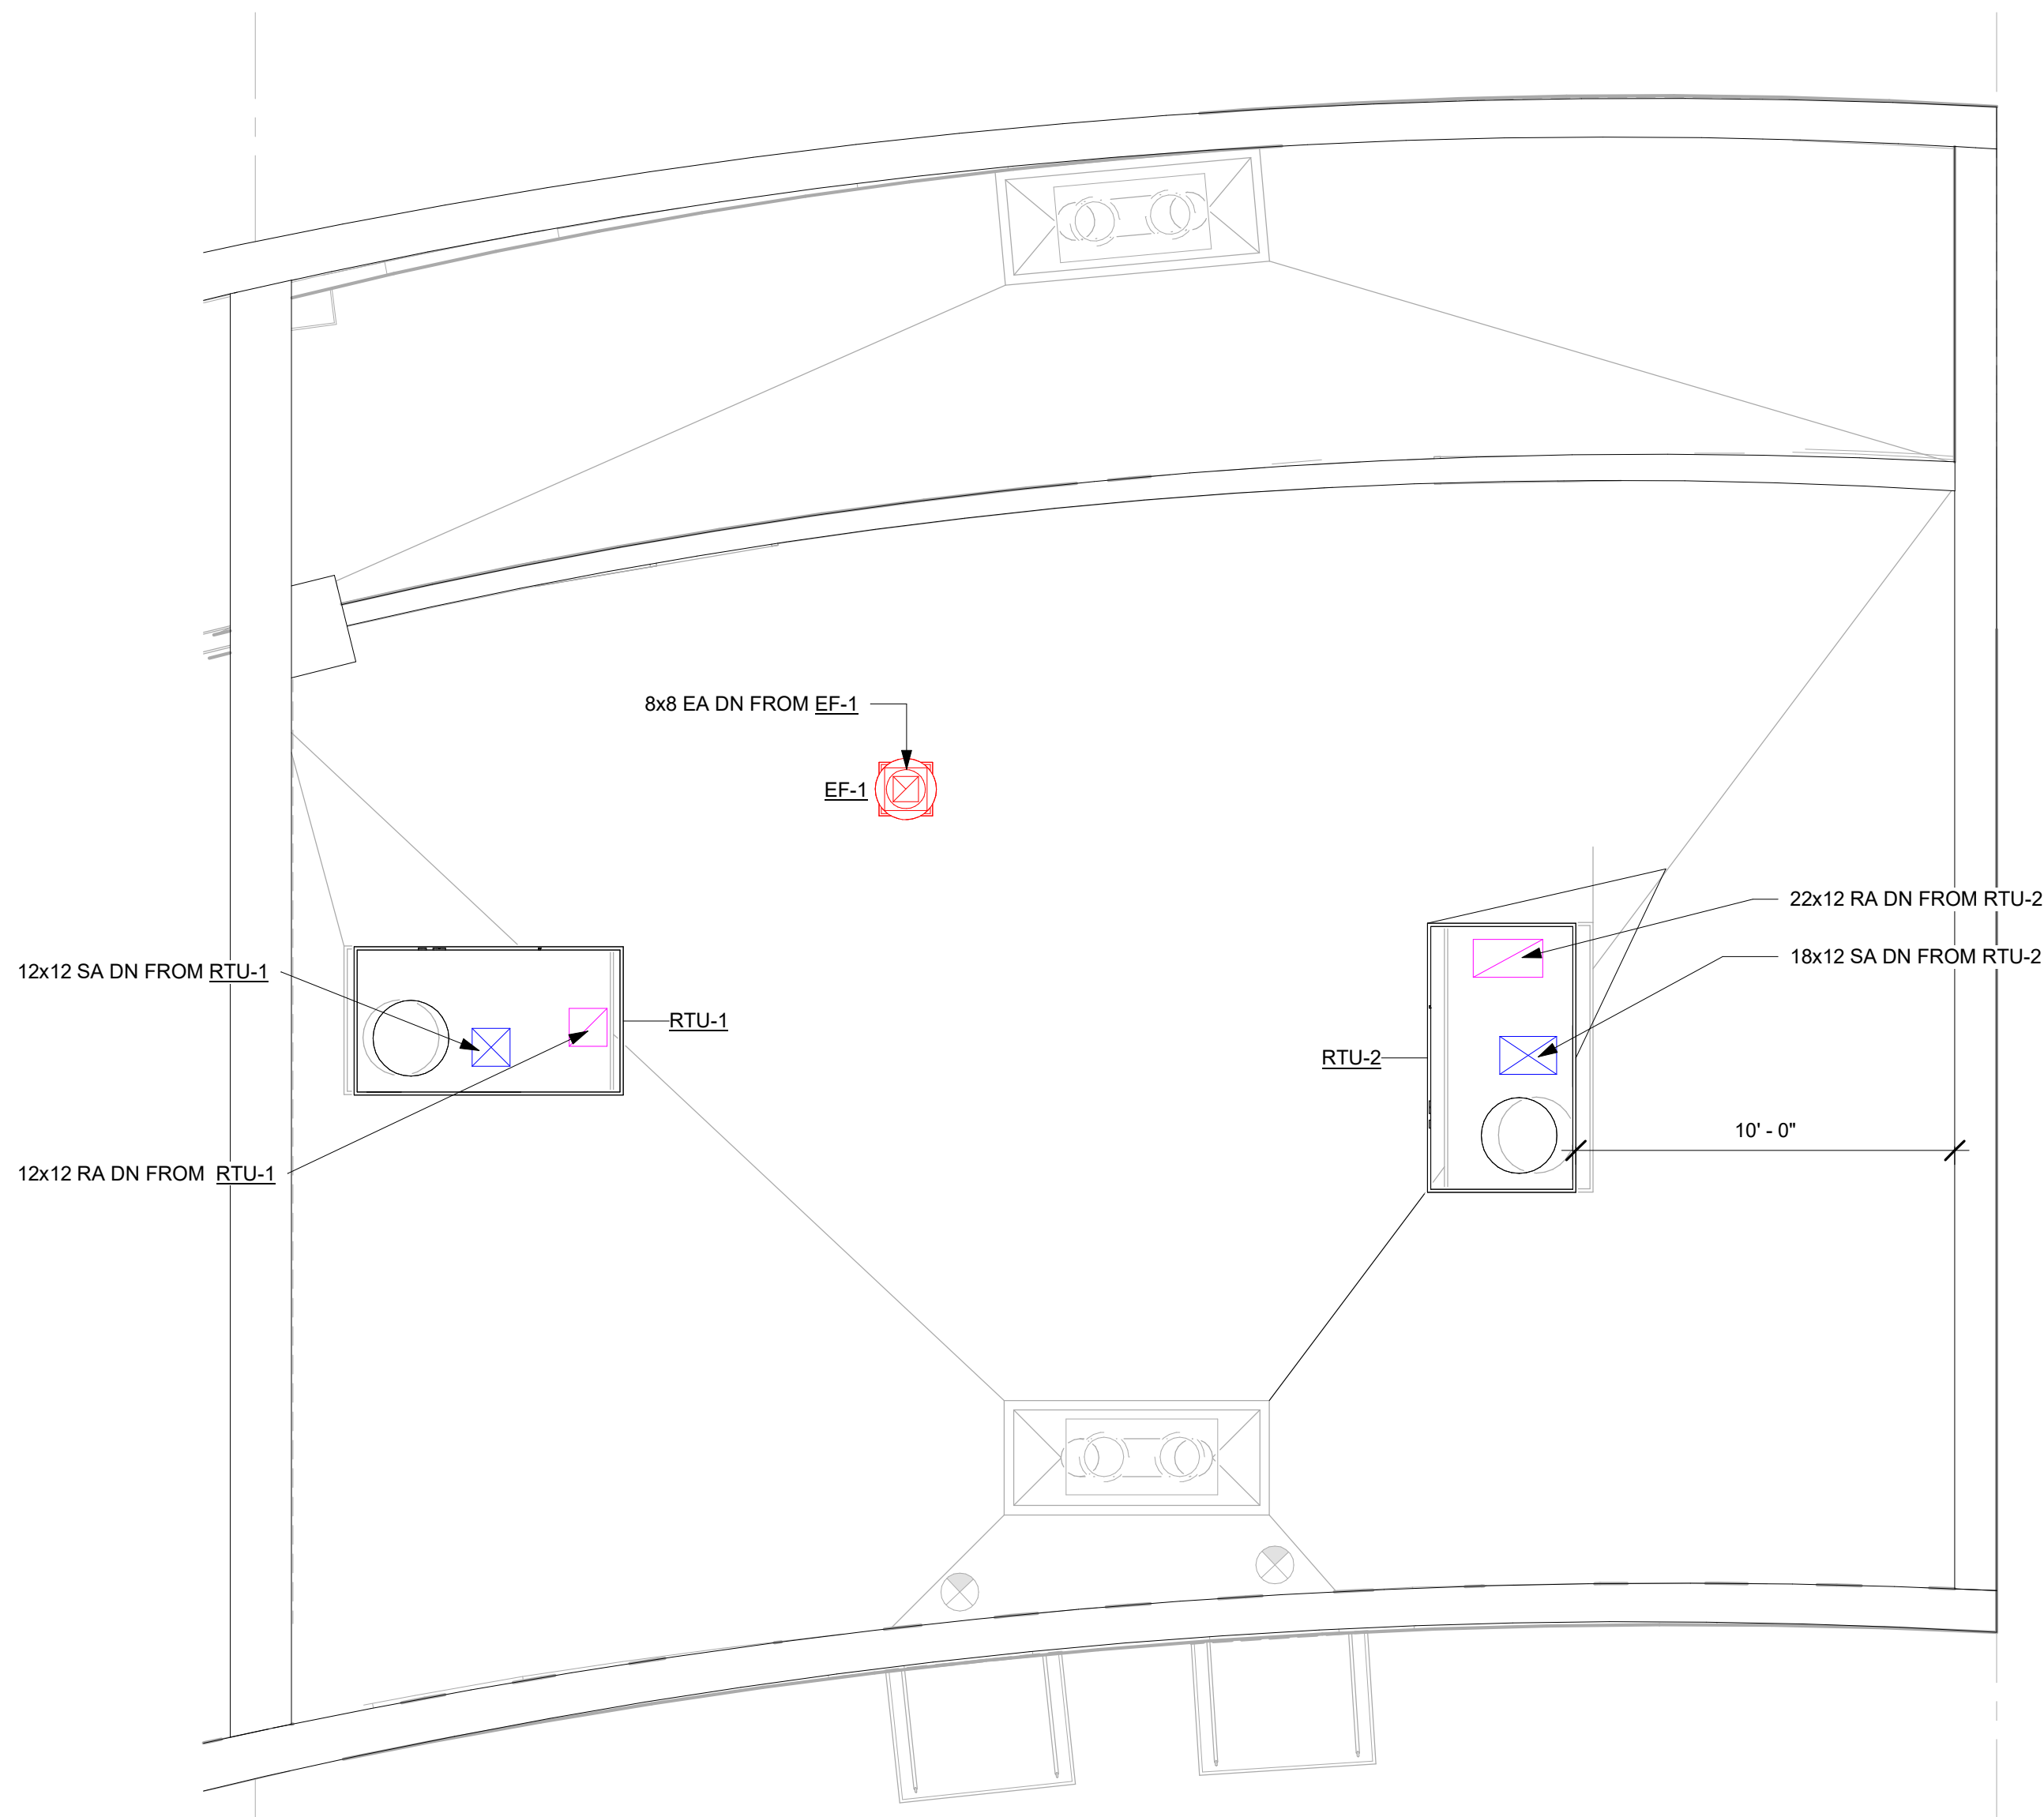 8x8 EA DN FROM EF-1
EF-1
22x12 RA DN FROM RTU-2
18x12 SA DN FROM RTU-2
12x12 SA DN FROM RTU-1
RTU-1
RTU-2
10' - 0"
12x12 RA DN FROM RTU-1